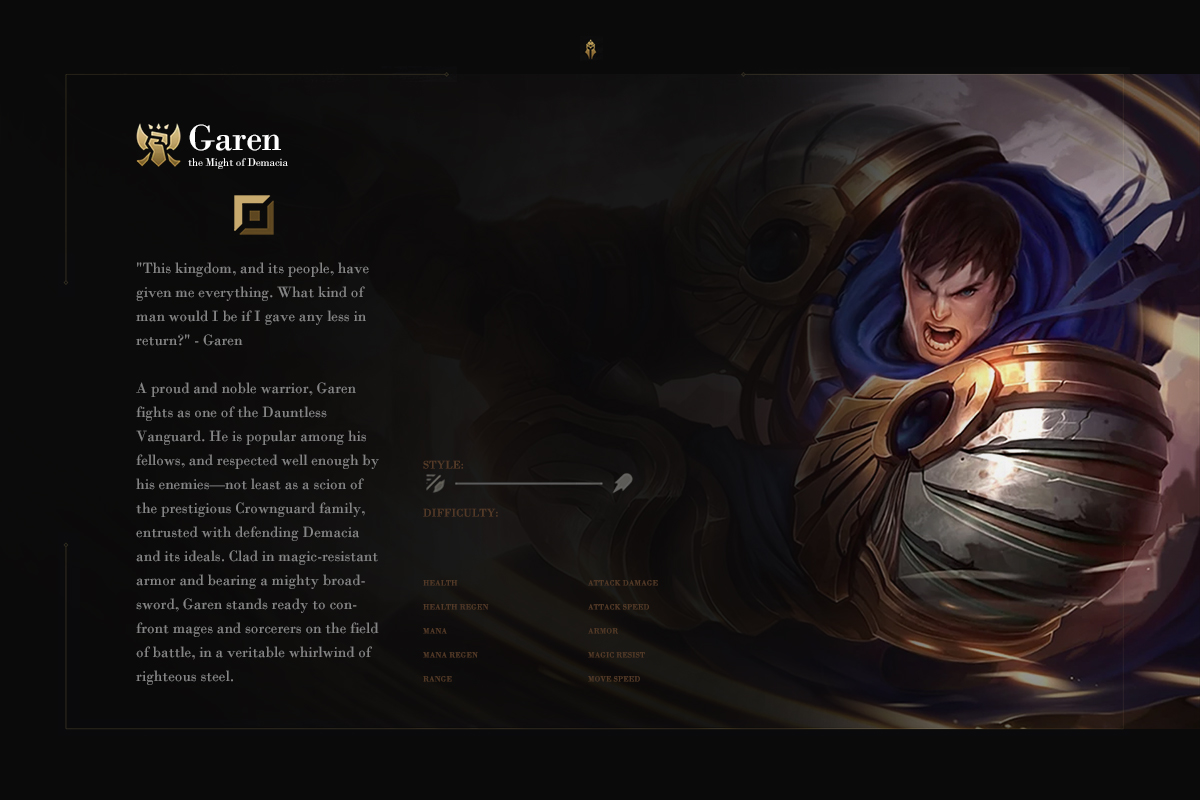 Garen
the Might of Demacia
"This kingdom, and its people, have
given me everything. What kind of
man would I be if I gave any less in
return?" - Garen
A proud and noble warrior, Garen
fights as one of the Dauntless
Vanguard. He is popular among his
fellows, and respected well enough by
his enemies—not least as a scion of
the prestigious Crownguard family,
entrusted with defending Demacia
and its ideals. Clad in magic-resistant
armor and bearing a mighty broad-
sword, Garen stands ready to con-
front mages and sorcerers on the field
of battle, in a veritable whirlwind of
righteous steel.
STYLE:
DIFFICULTY:
HEALTH
HEALTH REGEN
MANA
MANA REGEN
RANGE
ATTACK DAMAGE
ATTACK SPEED
ARMOR
MAGIC RESIST
MOVE SPEED